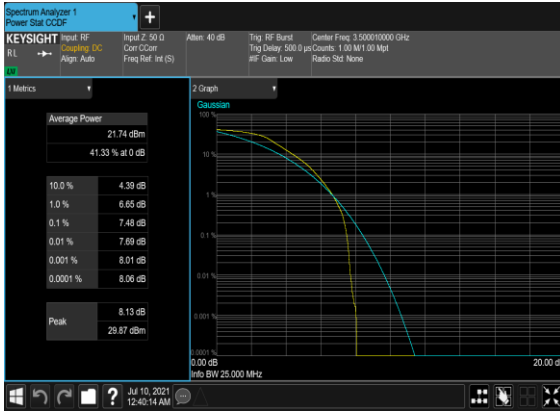 Spectrum Analyzer 1
Power Stat CCDF
KEYSIGHT
RL
Input: RF
Coupling: DC
Align: Auto
Input Z: 50 Ω
Corr CCorr
Freq Ref: Int (S)
Atten: 40 dB
Trig: RF Burst
Trig Delay: 500.0 µs
#IF Gain: Low
Center Freq: 3.500010000 GHz
Counts: 1.00 M/1.00 Mpt
Radio Std: None
1 Metrics
Average Power
21.74 dBm
41.33 % at 0 dB
10.0 % 4.39 dB
1.0 % 6.65 dB
0.1 % 7.48 dB
0.01 % 7.69 dB
0.001 % 8.01 dB
0.0001 % 8.06 dB
Peak
8.13 dB
29.87 dBm
2 Graph
Gaussian
100 %
10 %
1 %
0.1 %
0.01 %
0.001 %
0.0001 %
0.00 dB
20.00 d
Info BW 25.000 MHz
?
Jul 10, 2021
12:40:14 AM